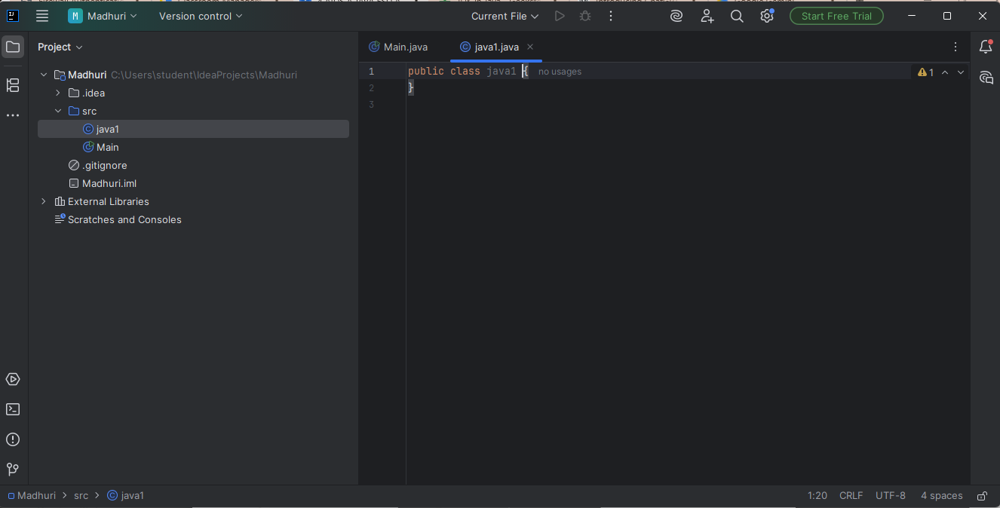 M Madhuri Version control Current File Start Free Trial
Project
Main.java java1.java
Madhuri C:\Users\student\IdeaProjects\Madhuri
.idea
src
java1
Main
.gitignore
Madhuri.iml
External Libraries
Scratches and Consoles
1 public class java1 { no usages
2 }
3
1
Madhuri > src > java1
1:20 CRLF UTF-8 4 spaces